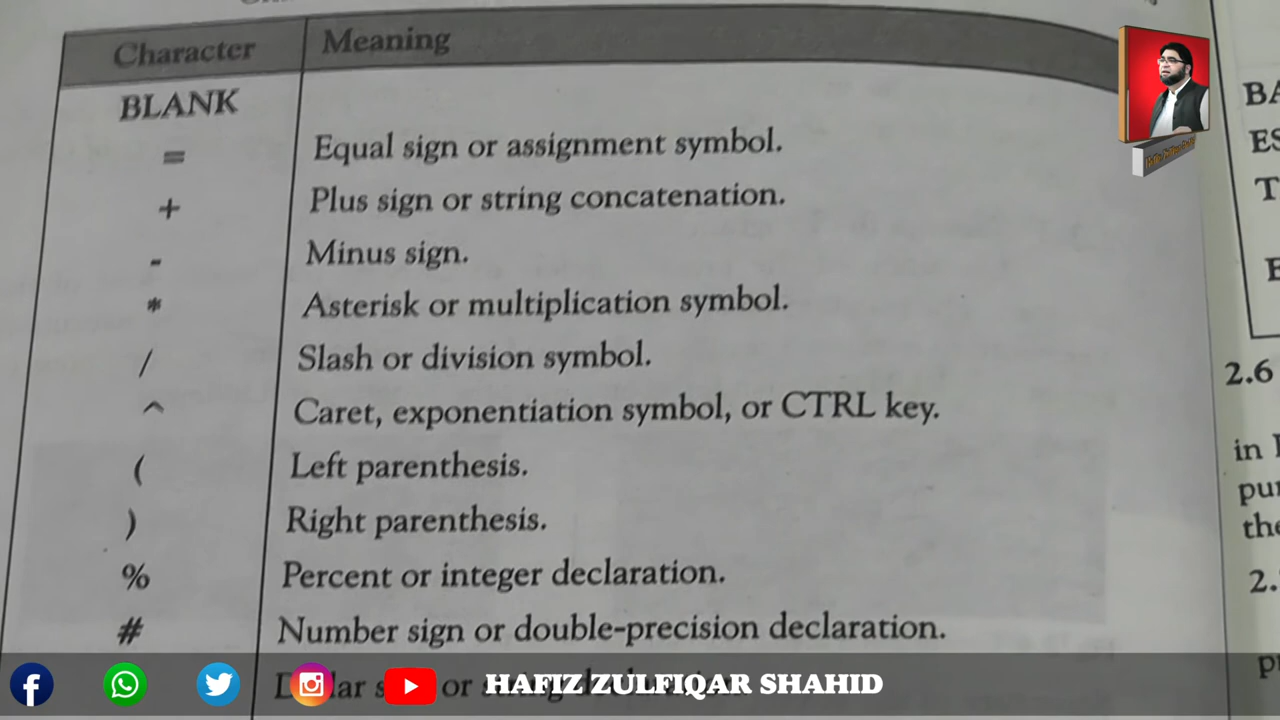 Character Meaning
BLANK
= Equal sign or assignment symbol.
+ Plus sign or string concatenation.
- Minus sign.
* Asterisk or multiplication symbol.
/ Slash or division symbol.
^ Caret, exponentiation symbol, or CTRL key.
( Left parenthesis.
) Right parenthesis.
% Percent or integer declaration.
# Number sign or double-precision declaration.
or
HAFIZ ZULFIQAR SHAHID
2.6
in
the
2.